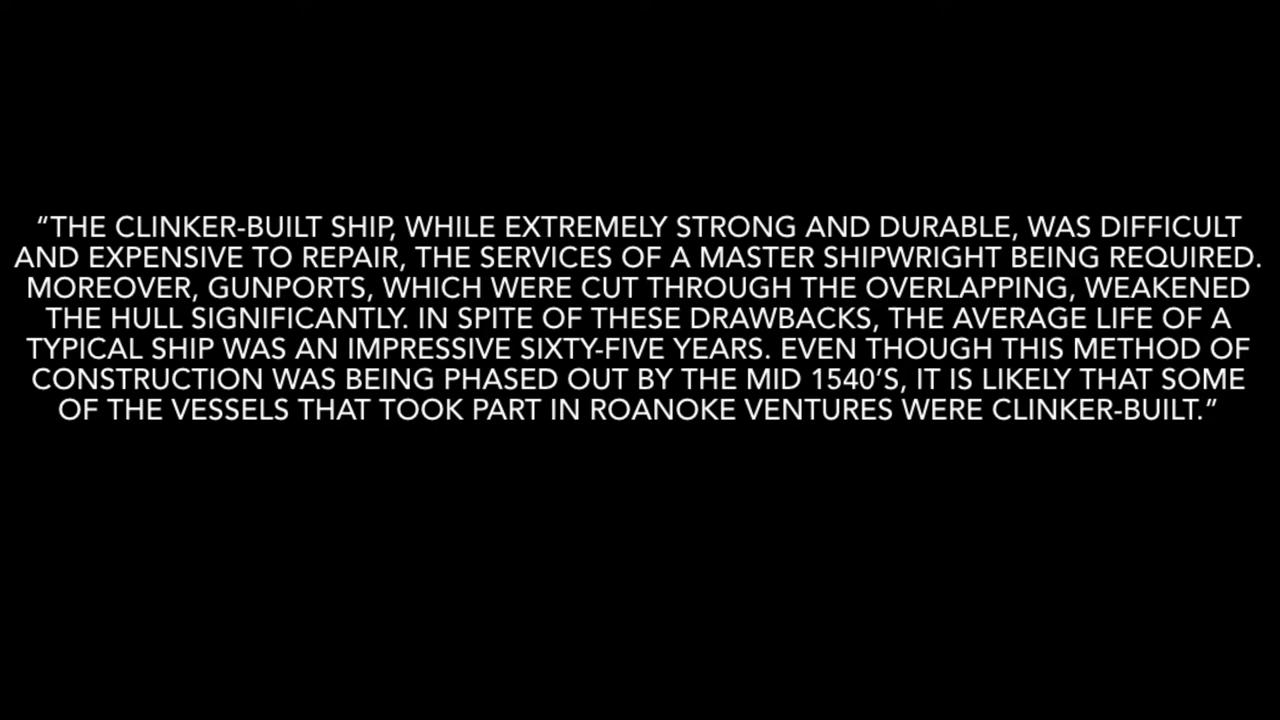 “THE CLINKER-BUILT SHIP, WHILE EXTREMELY STRONG AND DURABLE, WAS DIFFICULT
AND EXPENSIVE TO REPAIR, THE SERVICES OF A MASTER SHIPWRIGHT BEING REQUIRED.
MOREOVER, GUNPORTS, WHICH WERE CUT THROUGH THE OVERLAPPING, WEAKENED
THE HULL SIGNIFICANTLY. IN SPITE OF THESE DRAWBACKS, THE AVERAGE LIFE OF A
TYPICAL SHIP WAS AN IMPRESSIVE SIXTY-FIVE YEARS. EVEN THOUGH THIS METHOD OF
CONSTRUCTION WAS BEING PHASED OUT BY THE MID 1540’S, IT IS LIKELY THAT SOME
OF THE VESSELS THAT TOOK PART IN ROANOKE VENTURES WERE CLINKER-BUILT.”